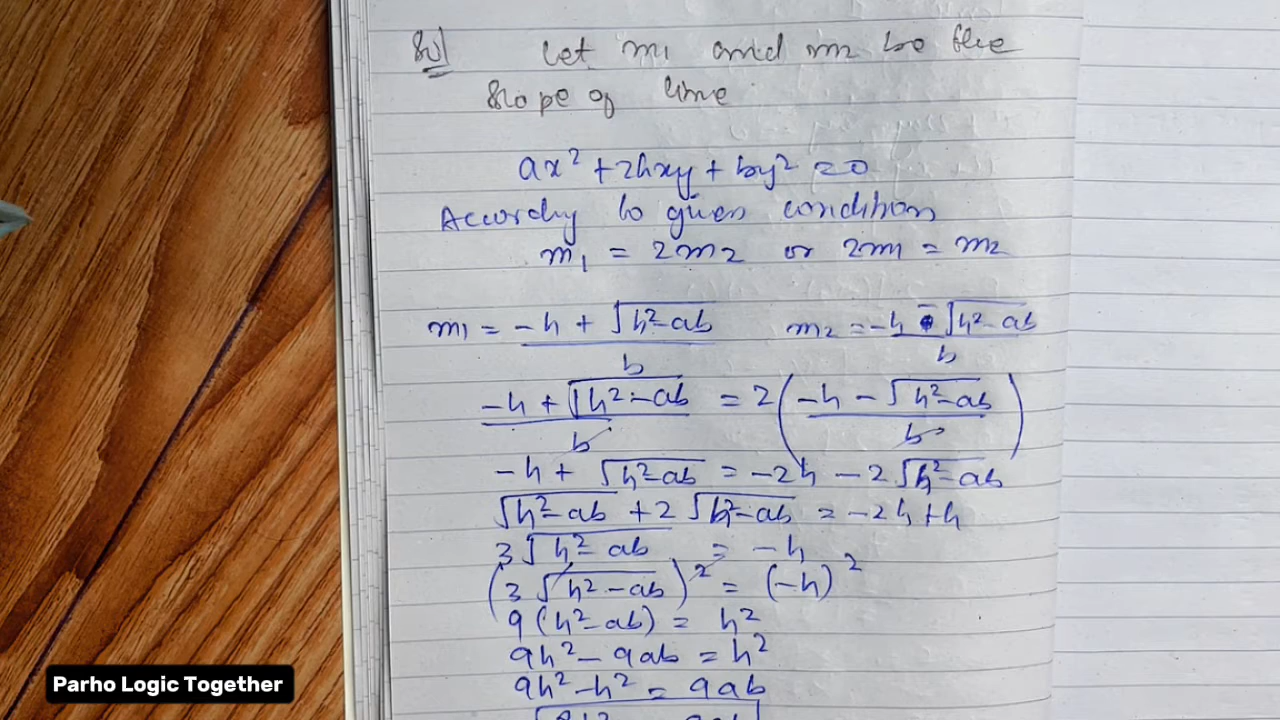 Sol Let m1 and m2 be the
slope of line
ax² + 2hxy + by² = 0
According to given condition
m1 = 2m2 or 2m1 = m2
m1 = -h + √h²-ab / b    m2 = -h - √h²-ab / b
-h + √h²-ab / b = 2(-h - √h²-ab / b)
-h + √h²-ab = -2h - 2√h²-ab
√h²-ab + 2√h²-ab = -2h + h
3√h²-ab = -h
(3√h²-ab)² = (-h)²
9(h²-ab) = h²
9h² - 9ab = h²
9h² - h² = 9ab
Parho Logic Together